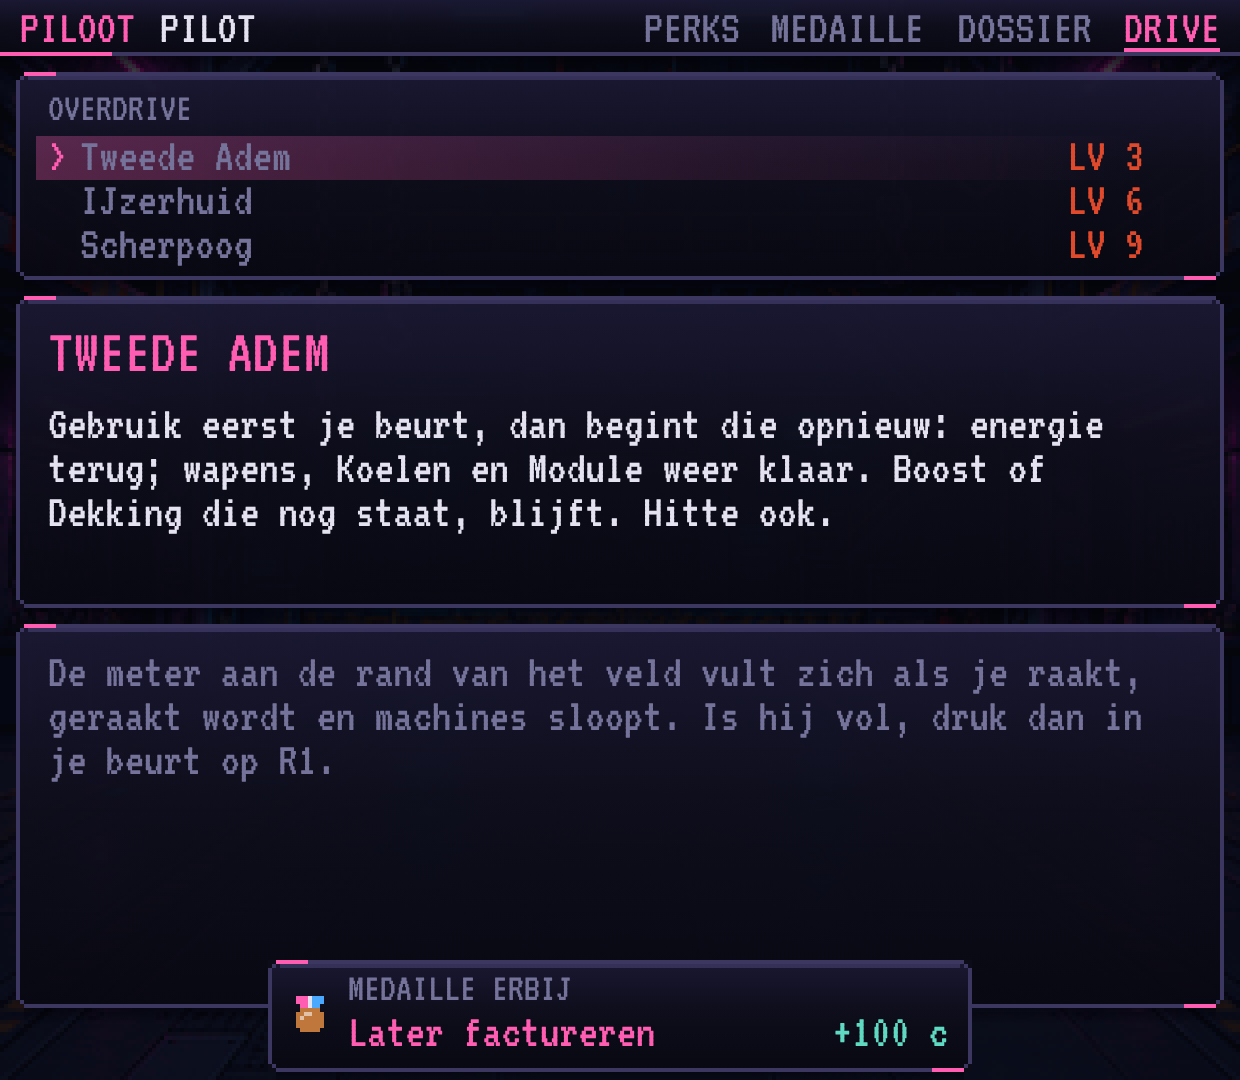 PILOOT PILOT PERKS MEDAILLE DOSSIER DRIVE
OVERDRIVE
> Tweede Adem LV 3
IJzerhuid LV 6
Scherpoog LV 9
TWEEDE ADEM
Gebruik eerst je beurt, dan begint die opnieuw: energie
terug; wapens, Koelen en Module weer klaar. Boost of
Dekking die nog staat, blijft. Hitte ook.
De meter aan de rand van het veld vult zich als je raakt,
geraakt wordt en machines sloopt. Is hij vol, druk dan in
je beurt op R1.
MEDAILLE ERBIJ
Later factureren +100 c